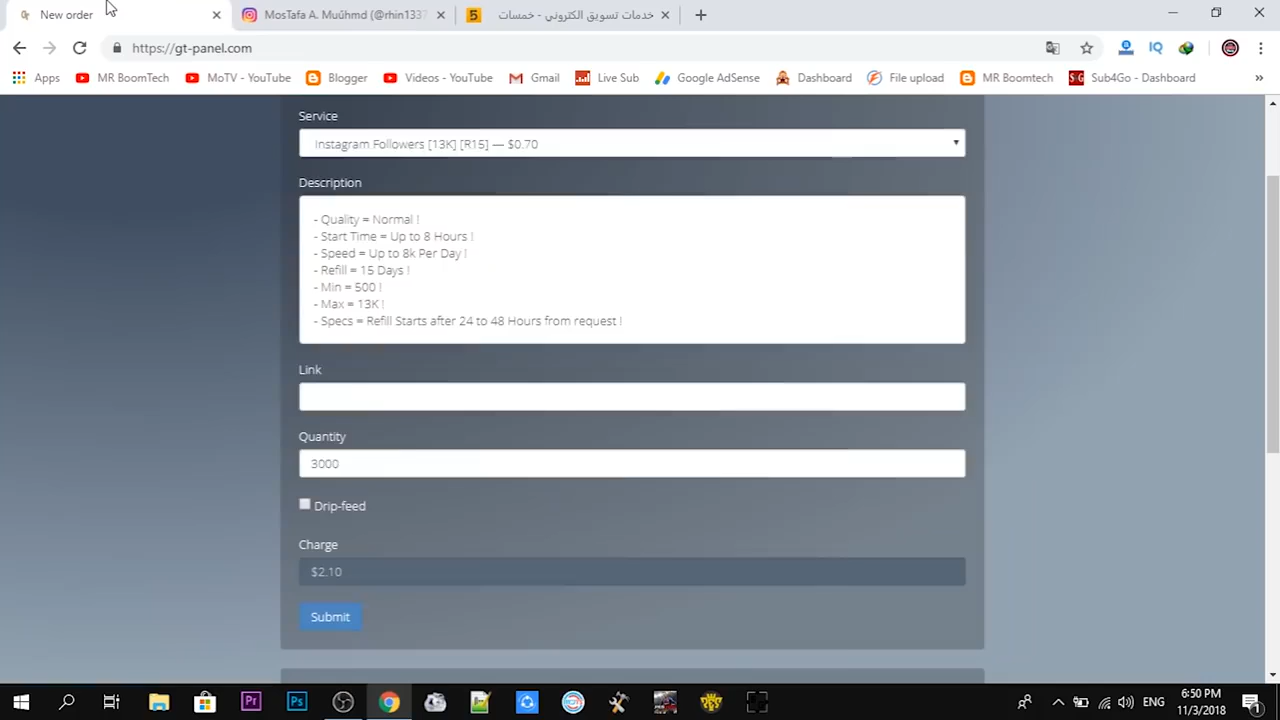 New order
MosTafa A. Muúhmd (@rhin1337
خدمات تسويق الكتروني - خمسات
https://gt-panel.com
Apps
MR BoomTech
MoTV - YouTube
Blogger
Videos - YouTube
Gmail
Live Sub
Google AdSense
Dashboard
File upload
MR Boomtech
Sub4Go - Dashboard
»
Service
Instagram Followers [13K] [R15] — $0.70
Description
- Quality = Normal !
- Start Time = Up to 8 Hours !
- Speed = Up to 8k Per Day !
- Refill = 15 Days !
- Min = 500 !
- Max = 13K !
- Specs = Refill Starts after 24 to 48 Hours from request !
Link
Quantity
3000
Drip-feed
Charge
$2.10
Submit
ENG
6:50 PM
11/3/2018